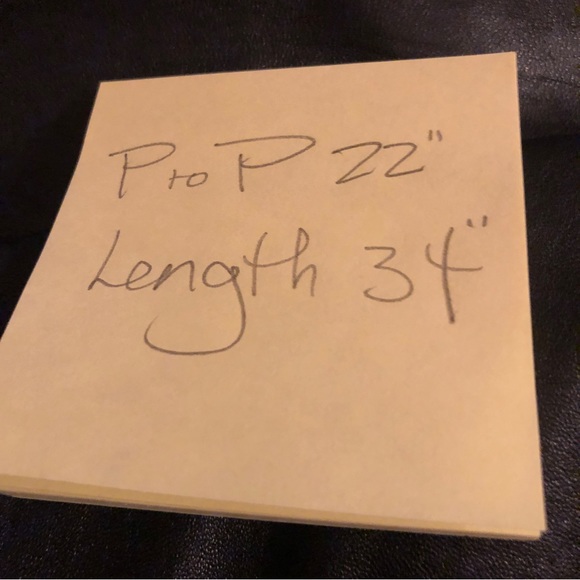 P to P 22"
Length 34"